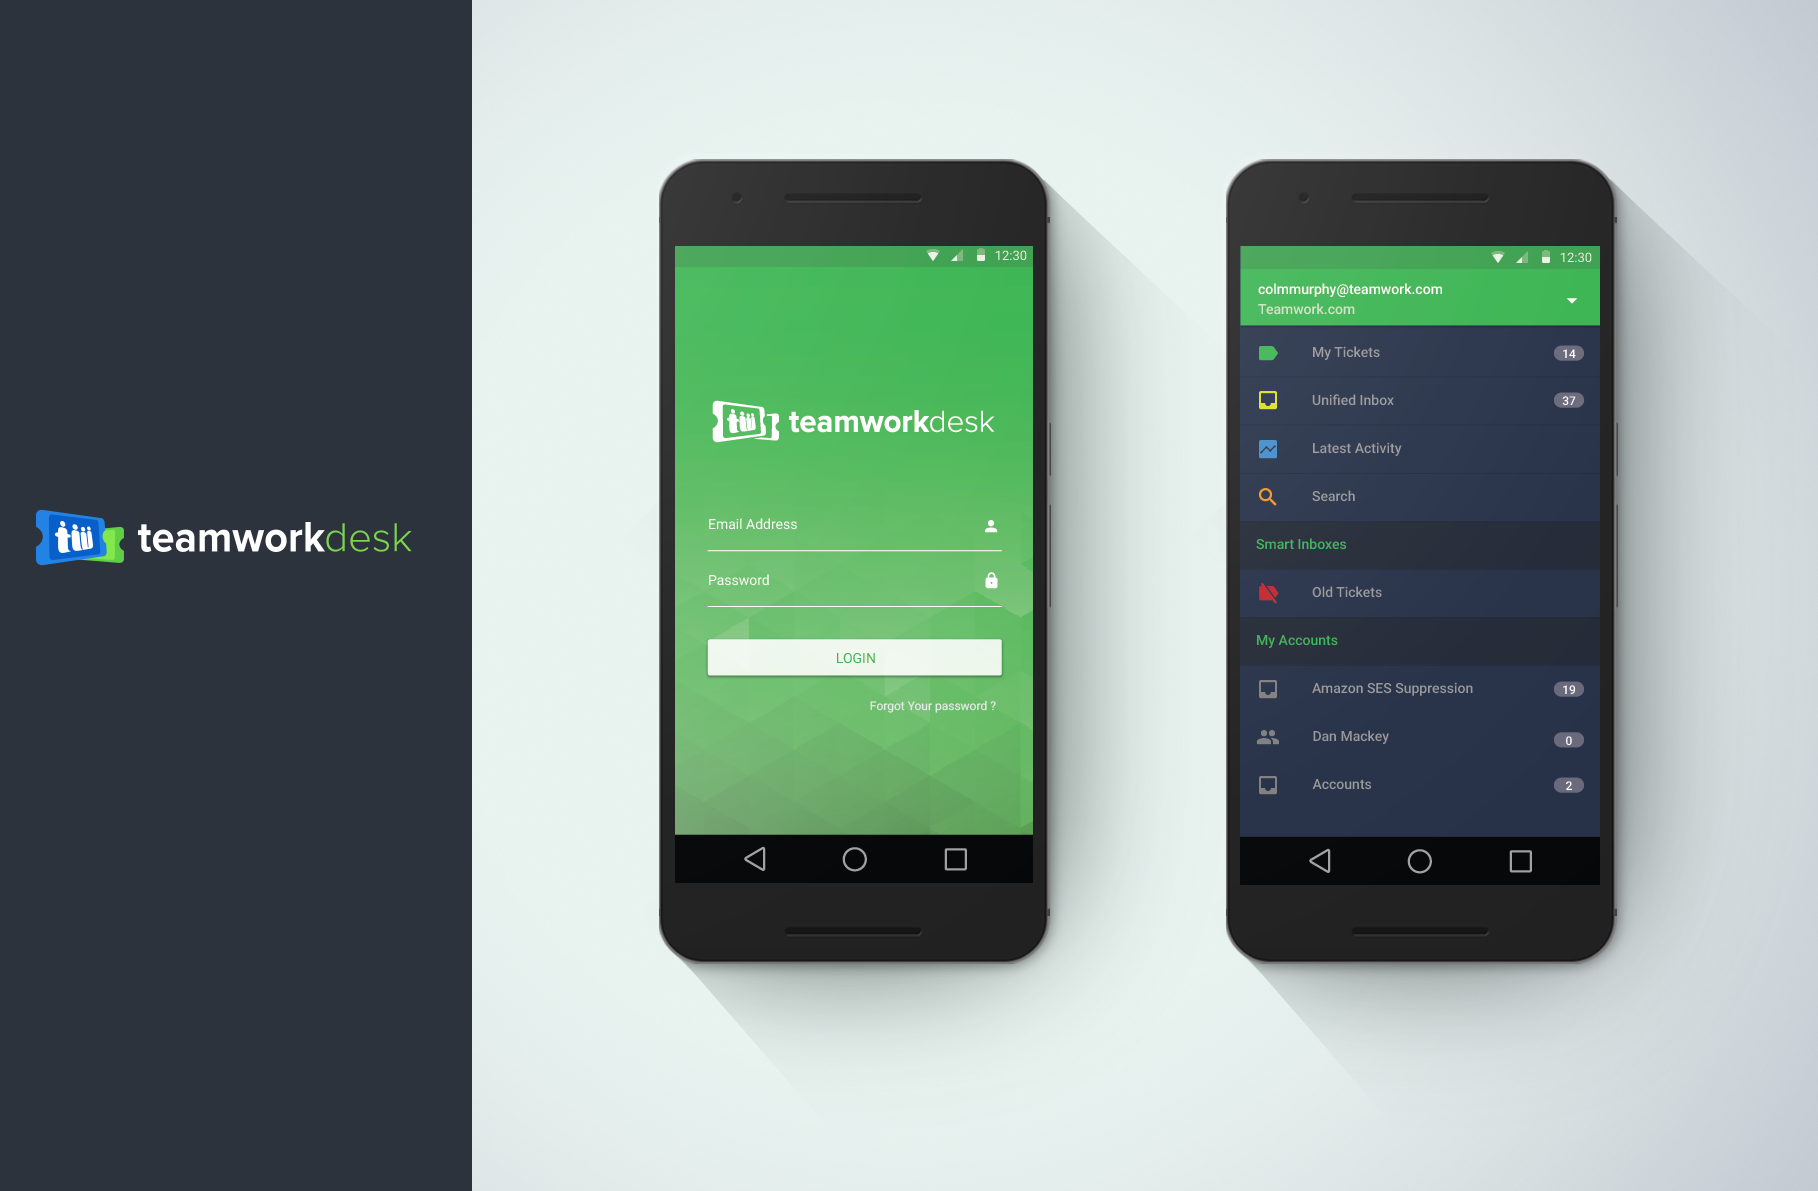 teamworkdesk
12:30
teamworkdesk
Email Address
Password
LOGIN
Forgot Your password ?
12:30
colmmurphy@teamwork.com
Teamwork.com
My Tickets 14
Unified Inbox 37
Latest Activity
Search
Smart Inboxes
Old Tickets
My Accounts
Amazon SES Suppression 19
Dan Mackey 0
Accounts 2